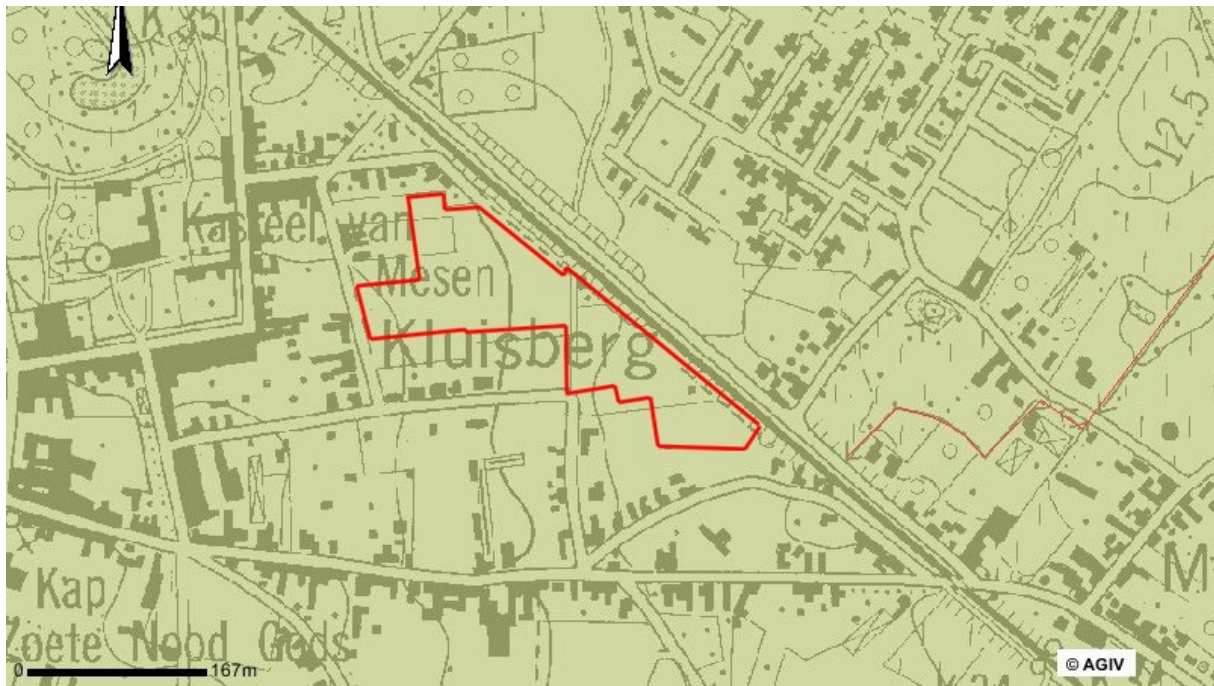 K 35
12,5
Kasteel van
Mesen
Kluisberg
Kap
Zoete Nood Gods
M
0 167m
© AGIV